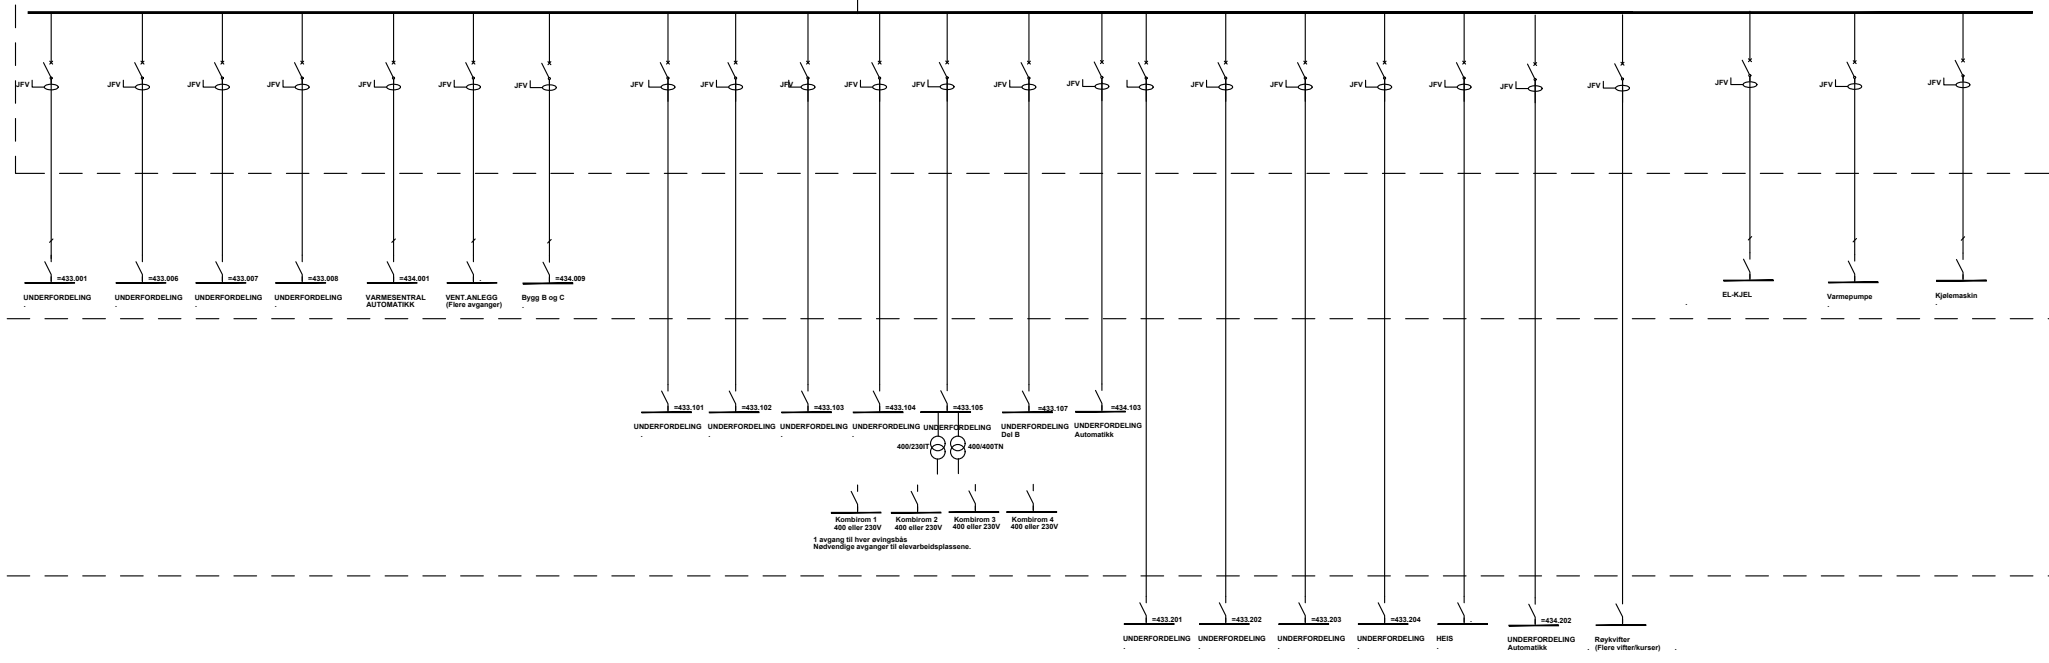 JFV JFV JFV JFV JFV JFV JFV JFV JFV JFV JFV JFV JFV JFV JFV JFV JFV JFV JFV JFV JFV JFV JFV JFV
=433.001 =433.006 =433.007 =433.008 =434.001 . =434.009
UNDERFORDELING UNDERFORDELING UNDERFORDELING UNDERFORDELING VARMESENTRAL VENT.ANLEGG Bygg B og C EL-KJEL Varmepumpe Kjølemaskin
AUTOMATIKK (Flere avganger)
=433.101 =433.102 =433.103 =433.104 =433.105 =433.107 =434.103
UNDERFORDELING UNDERFORDELING UNDERFORDELING UNDERFORDELING UNDERFORDELING UNDERFORDELING UNDERFORDELING
Del B Automatikk
400/230IT 400/400TN
Kombirom 1 Kombirom 2 Kombirom 3 Kombirom 4
400 eller 230V 400 eller 230V 400 eller 230V 400 eller 230V
1 avgang til hver øvingsbås
Nødvendige avganger til elevarbeidsplassene.
=433.201 =433.202 =433.203 =433.204 . =434.202
UNDERFORDELING UNDERFORDELING UNDERFORDELING UNDERFORDELING HEIS UNDERFORDELING Røykvifter
Automatikk (Flere vifter/kurser)